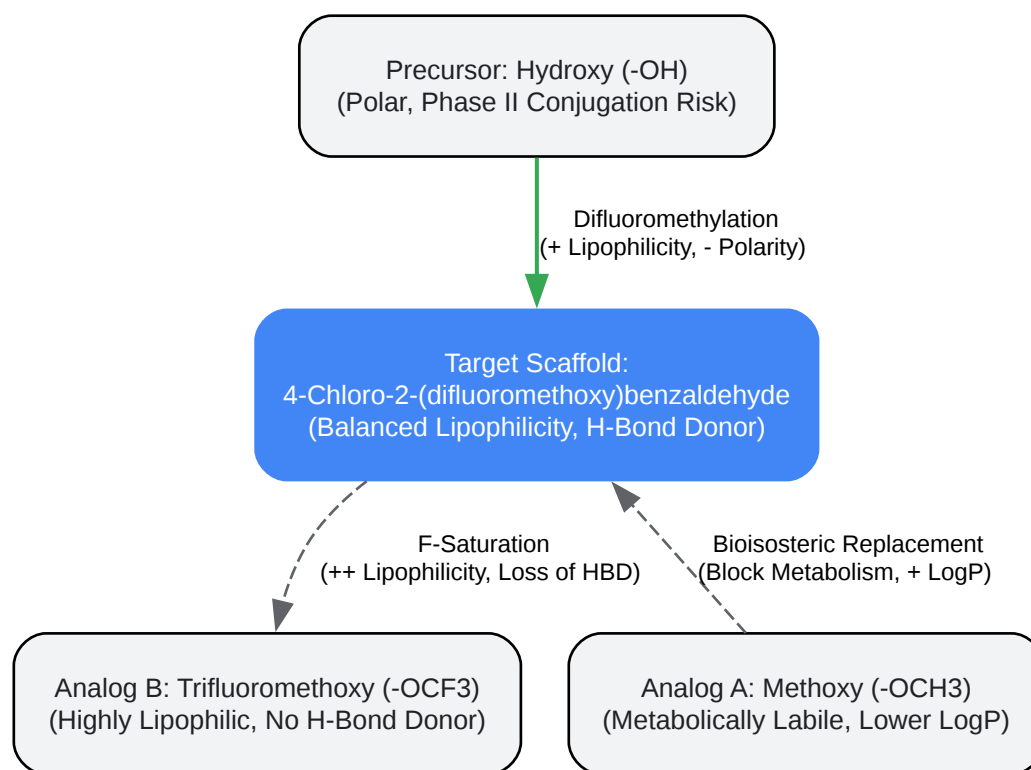 Precursor: Hydroxy (-OH)
(Polar, Phase II Conjugation Risk)
Difluoromethylation
(+ Lipophilicity, - Polarity)
Target Scaffold:
4-Chloro-2-(difluoromethoxy)benzaldehyde
(Balanced Lipophilicity, H-Bond Donor)
F-Saturation
(++ Lipophilicity, Loss of HBD)
Bioisosteric Replacement
(Block Metabolism, + LogP)
Analog B: Trifluoromethoxy (-OCF3)
(Highly Lipophilic, No H-Bond Donor)
Analog A: Methoxy (-OCH3)
(Metabolically Labile, Lower LogP)